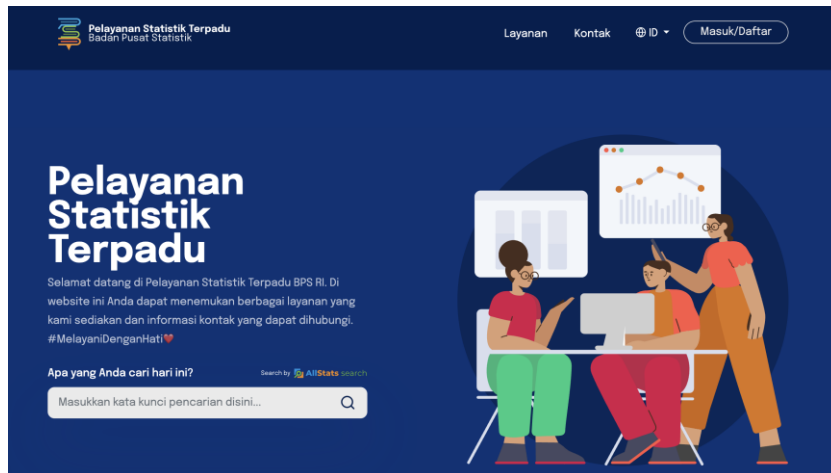 Pelayanan Statistik Terpadu
Badan Pusat Statistik
Layanan
Kontak
ID
Masuk/Daftar
Pelayanan
Statistik
Terpadu
Selamat datang di Pelayanan Statistik Terpadu BPS RI. Di
website ini Anda dapat menemukan berbagai layanan yang
kami sediakan dan informasi kontak yang dapat dihubungi.
#MelayaniDenganHati❤️
Apa yang Anda cari hari ini?
Search by AllStats search
Masukkan kata kunci pencarian disini...